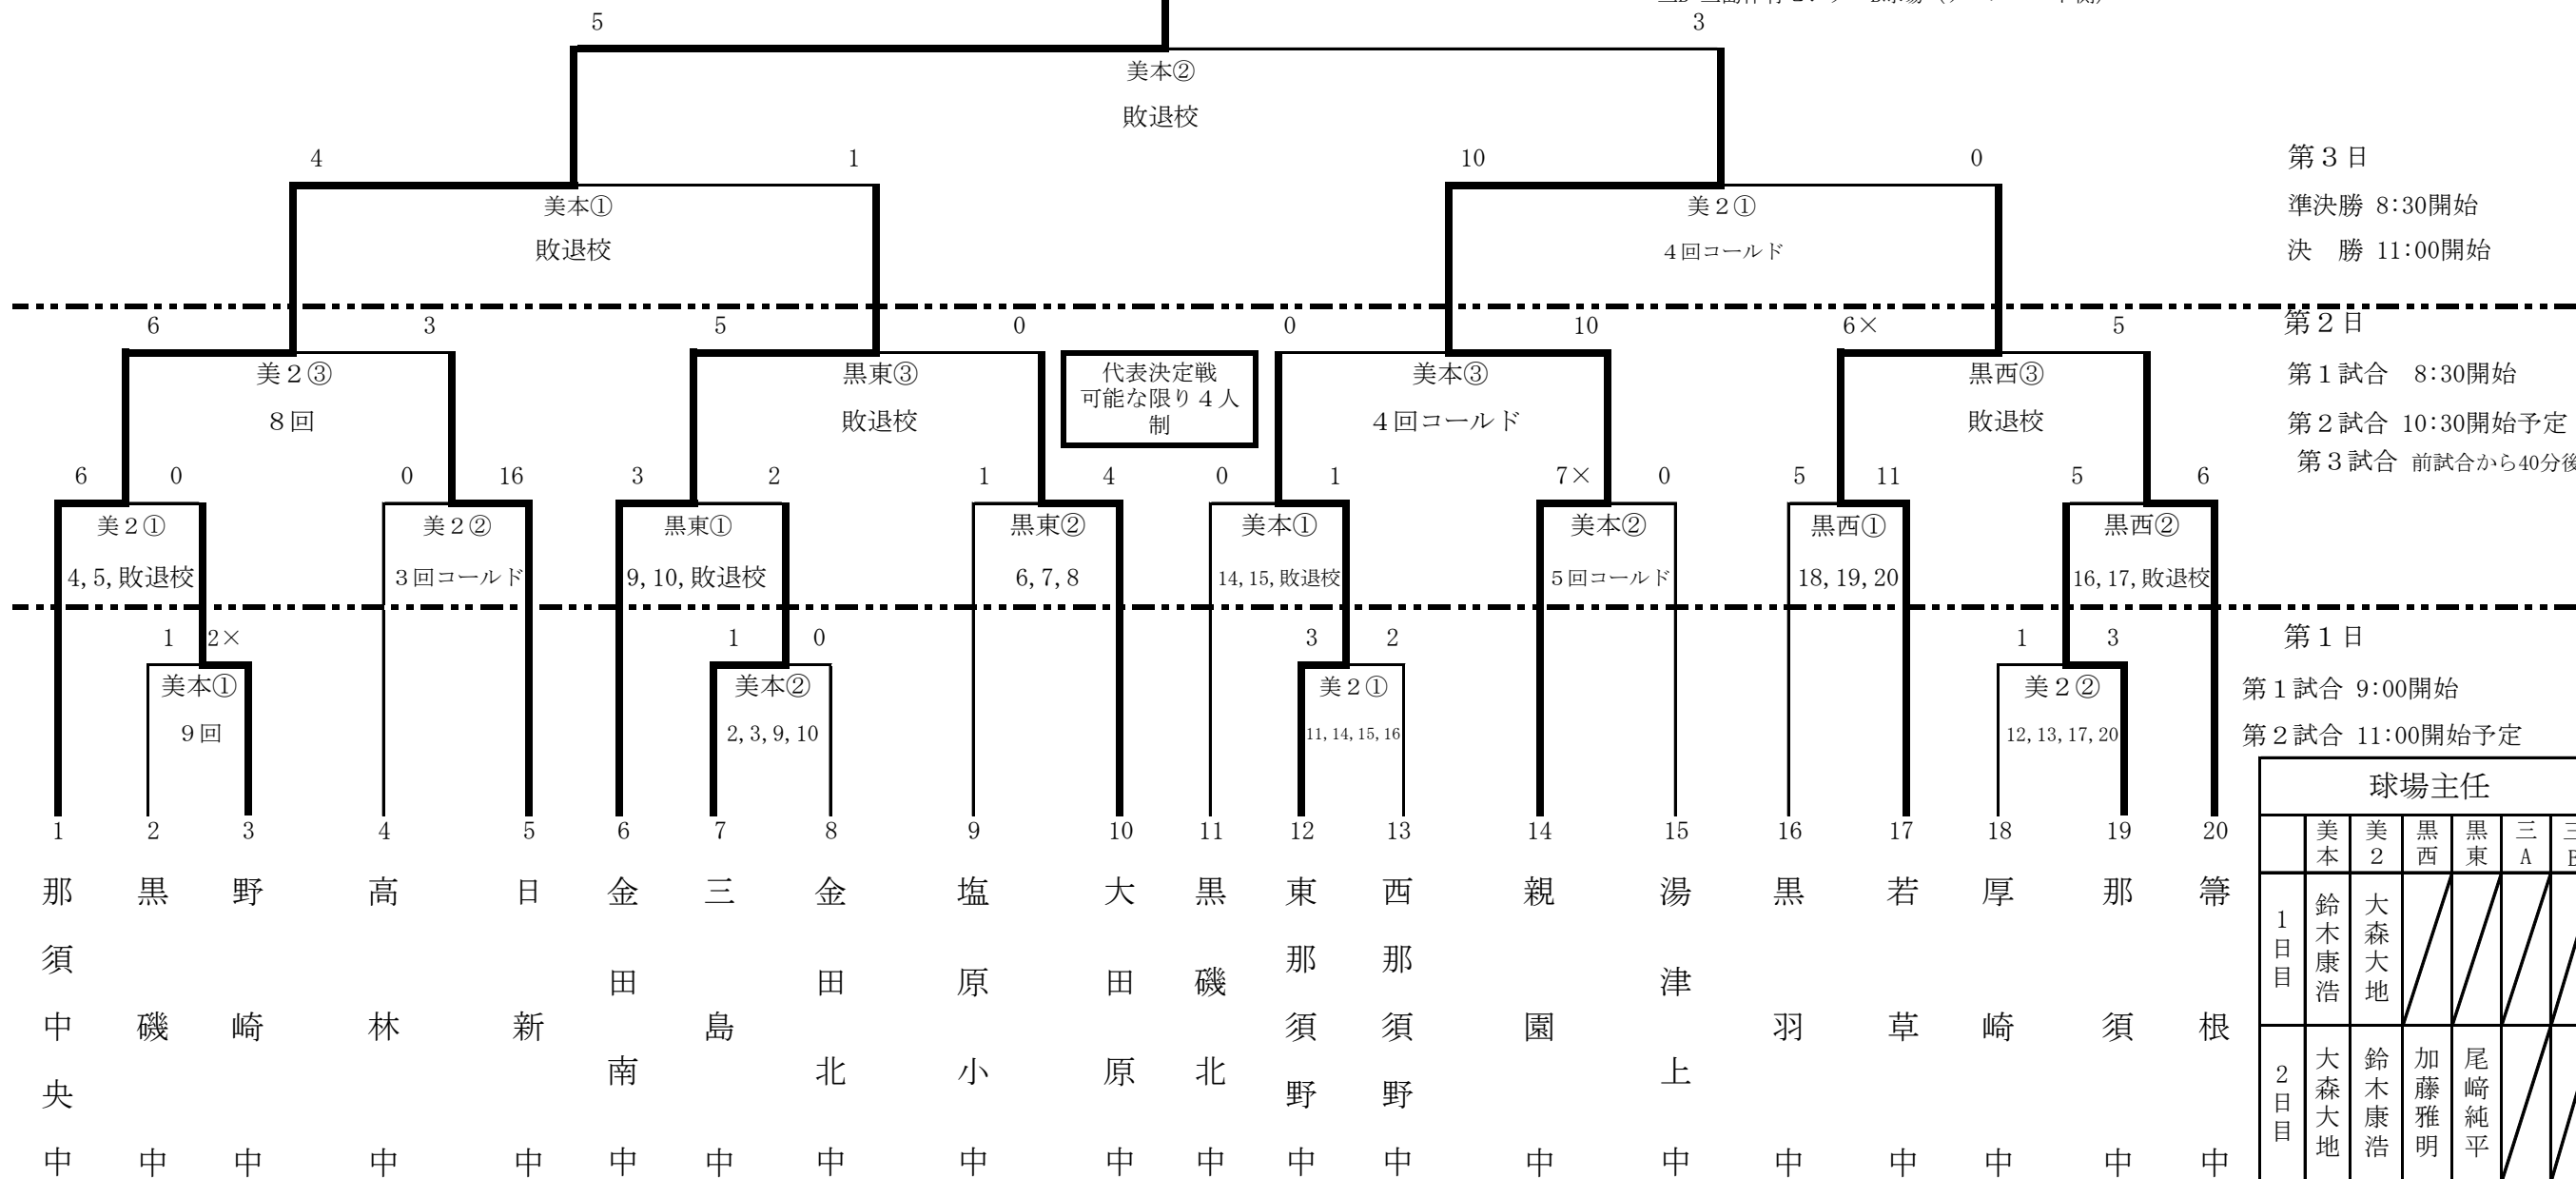 5 3
美本②
敗退校
4 1 10 0 第３日
美本① 美２① 準決勝 8:30開始
敗退校 ４回コールド 決　勝 11:00開始
6 3 5 0 0 10 6× 5 第２日
美２③ 黒東③ 代表決定戦 美本③ 黒西③ 第１試合　8:30開始
可能な限り４人
制
８回 敗退校 ４回コールド 敗退校 第２試合 10:30開始予定
第３試合 前試合から40分後
6 0 0 16 3 2 1 4 0 1 7× 0 5 11 5 6
美２① 美２② 黒東① 黒東② 美本① 美本② 黒西① 黒西②
4,5,敗退校 ３回コールド 9,10,敗退校 6,7,8 14,15,敗退校 ５回コールド 18,19,20 16,17,敗退校
1 2× 1 0 3 2 1 3 第１日
美本① 美本② 美２① 美２② 第１試合 9:00開始
９回 2,3,9,10 11,14,15,16 12,13,17,20 第２試合 11:00開始予定
1 2 3 4 5 6 7 8 9 10 11 12 13 14 15 16 17 18 19 20
那須中央中
黒磯中
野崎中
高林中
日新中
金田南中
三島中
金田北中
塩原小中
大田原中
黒磯北中
東那須野中
西那須野中
親園中
湯津上中
黒羽中
若草中
厚崎中
那須中
箒根中
球場主任
美本 美２ 黒西 黒東 三A 三B
１日目 鈴木康浩 大森大地
２日目 大森大地 鈴木康浩 加藤雅明 尾﨑純平